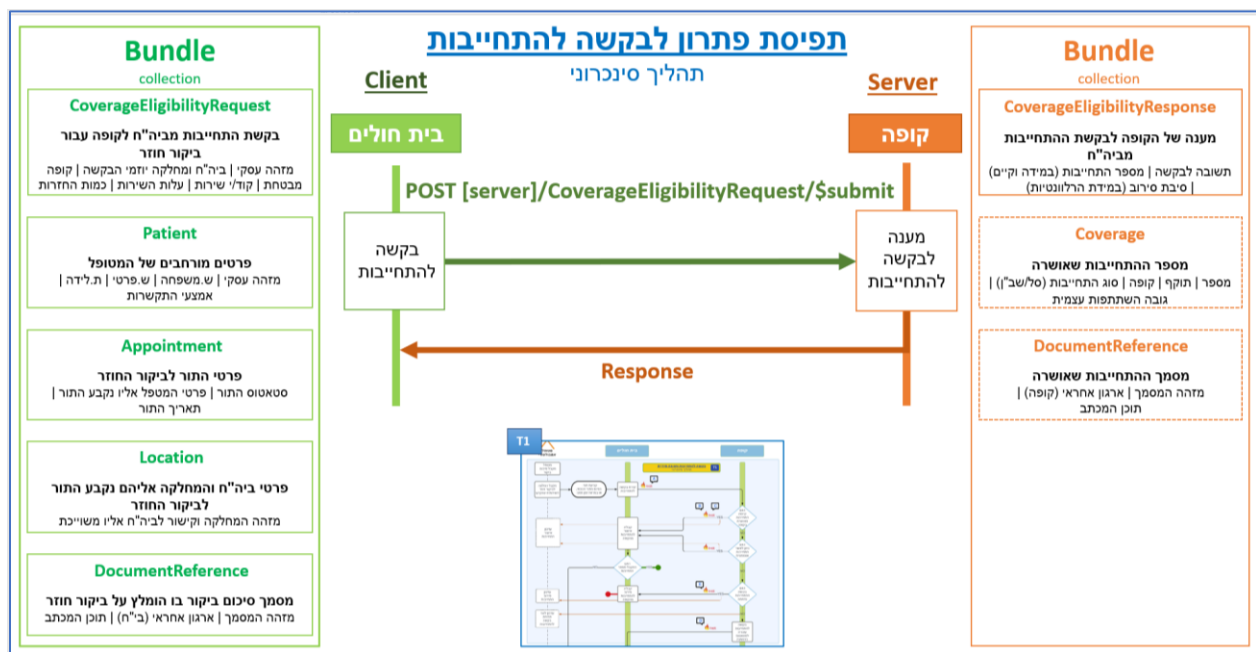 תפיסת פתרון לבקשה להתחייבות
תהליך סינכרוני
Bundle
collection
CoverageEligibilityRequest
בקשת התחייבות מביה"ח לקופה עבור
ביקור חוזר
מזהה עסקי | ביה"ח ומחלקה יוזמי הבקשה | קופה
מבטחת | קוד/י שירות | עלות השירות | כמות החזרות
Patient
פרטים מורחבים של המטופל
מזהה עסקי | ש.משפחה | ש.פרטי | ת.לידה |
אמצעי התקשרות
Appointment
פרטי התור לביקור החוזר
סטאטוס התור | פרטי המטפל אליו נקבע התור |
תאריך התור
Location
פרטי ביה"ח והמחלקה אליהם נקבע התור
לביקור החוזר
מזהה המחלקה וקישור לביה"ח אליו משוייכת
DocumentReference
מסמך סיכום ביקור בו הומלץ על ביקור חוזר
מזהה המסמך | ארגון אחראי (בי"ח) | תוכן המכתב
Client
בית חולים
Server
קופה
POST [server]/CoverageEligibilityRequest/$submit
בקשה
להתחייבות
מענה
לבקשה
להתחייבות
Response
T1
בית חולים
קופה
Bundle
collection
CoverageEligibilityResponse
מענה של הקופה לבקשת ההתחייבות
מביה"ח
תשובה לבקשה | מספר התחייבות (במידה וקיים)
| סיבת סירוב (במידת הרלוונטיות)
Coverage
מספר ההתחייבות שאושרה
מספר | תוקף | קופה | סוג התחייבות (סל/שב"ן) |
גובה השתתפות עצמית
DocumentReference
מסמך ההתחייבות שאושרה
מזהה המסמך | ארגון אחראי (קופה) |
תוכן המכתב